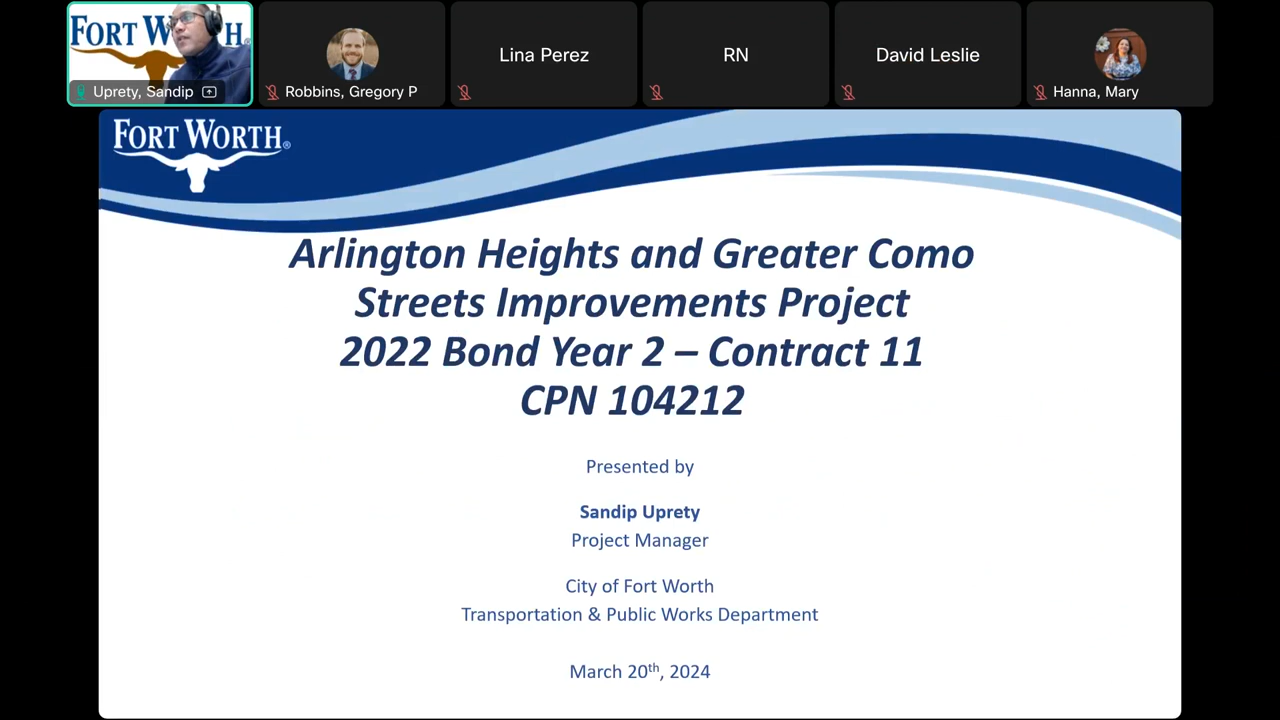 FORT W H.
Uprety, Sandip
Robbins, Gregory P
Lina Perez
RN
David Leslie
Hanna, Mary
FORT WORTH®
Arlington Heights and Greater Como
Streets Improvements Project
2022 Bond Year 2 – Contract 11
CPN 104212
Presented by
Sandip Uprety
Project Manager
City of Fort Worth
Transportation & Public Works Department
March 20th, 2024